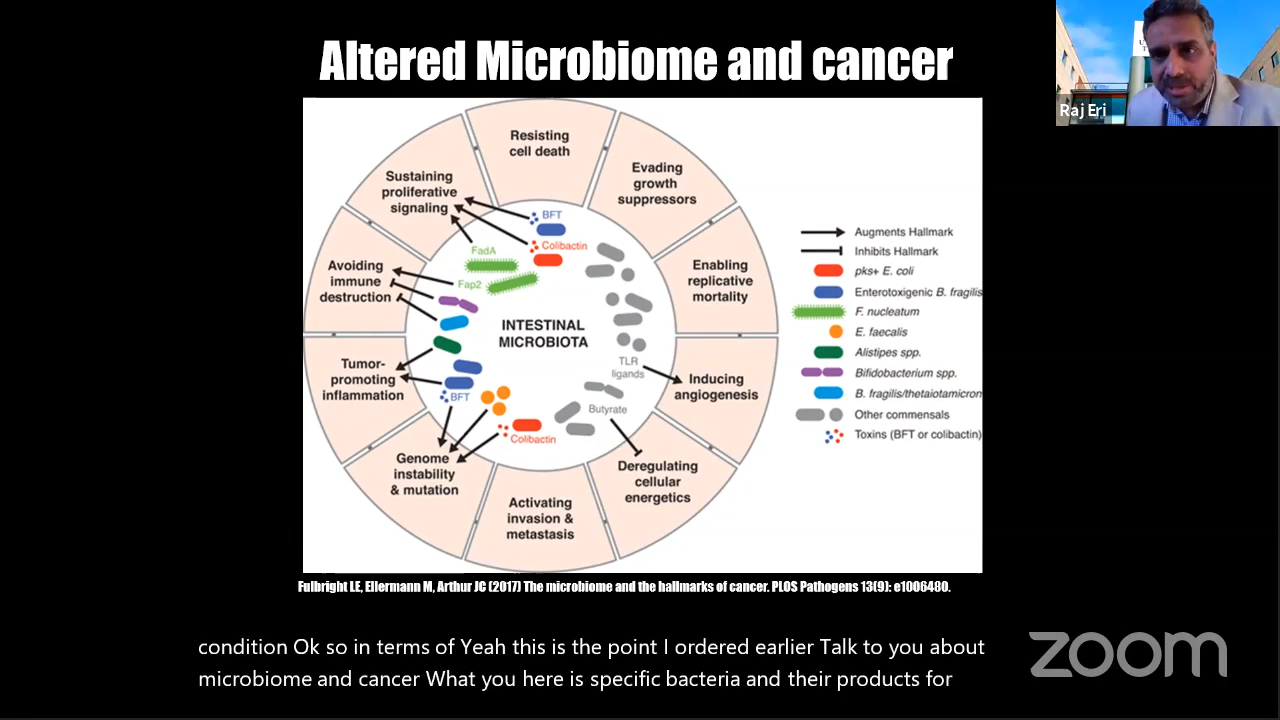 Altered Microbiome and cancer
Raj Eri
Resisting
cell death
Evading
growth
suppressors
Enabling
replicative
mortality
Inducing
angiogenesis
Deregulating
cellular
energetics
Activating
invasion &
metastasis
Genome
instability
& mutation
Tumor-
promoting
inflammation
Avoiding
immune
destruction
Sustaining
proliferative
signaling
BFT
Colibactin
FadA
Fap2
INTESTINAL
MICROBIOTA
TLR
ligands
Butyrate
BFT
Colibactin
Augments Hallmark
Inhibits Hallmark
pks+ E. coli
Enterotoxigenic B. fragilis
F. nucleatum
E. faecalis
Alistipes spp.
Bifidobacterium spp.
B. fragilis/thetaiotamicron
Other commensals
Toxins (BFT or colibactin)
Fulbright LE, Ellermann M, Arthur JC (2017) The microbiome and the hallmarks of cancer. PLOS Pathogens 13(9): e1006480.
condition Ok so in terms of Yeah this is the point I ordered earlier Talk to you about
microbiome and cancer What you here is specific bacteria and their products for
zoom